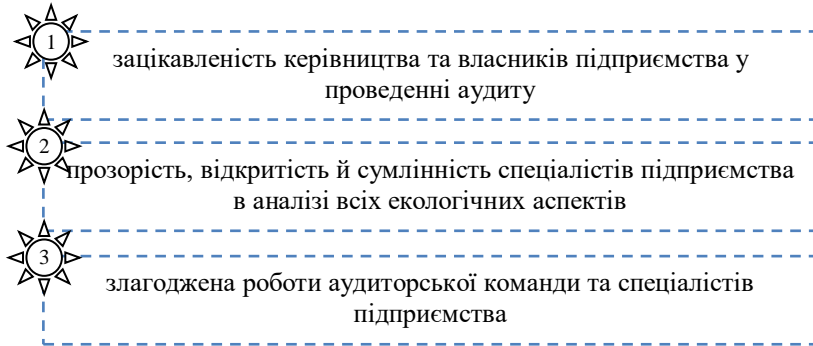 1
зацікавленість керівництва та власників підприємства у
проведенні аудиту
2
прозорість, відкритість й сумлінність спеціалістів підприємства
в аналізі всіх екологічних аспектів
3
злагоджена роботи аудиторської команди та спеціалістів
підприємства